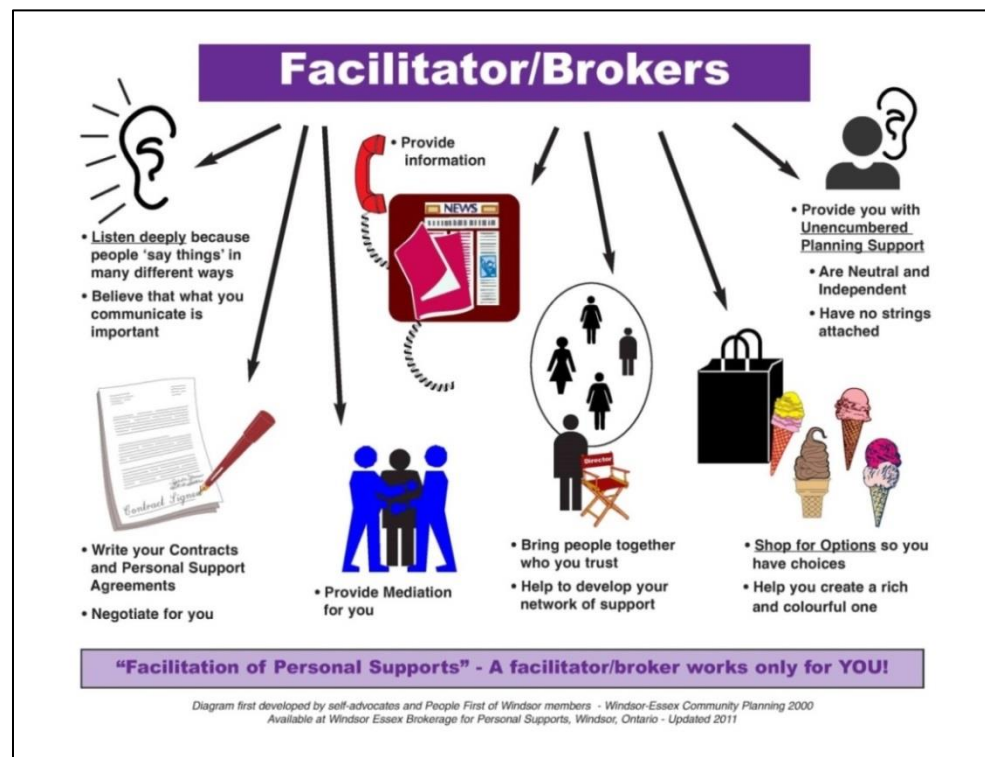 Facilitator/Brokers
• Provide
information
NEWS
• Listen deeply because
people ‘say things’ in
many different ways
• Believe that what you
communicate is
important
• Provide you with
Unencumbered
Planning Support
• Are Neutral and
Independent
• Have no strings
attached
Contract Signed
Director
• Write your Contracts
and Personal Support
Agreements
• Negotiate for you
• Provide Mediation
for you
• Bring people together
who you trust
• Help to develop your
network of support
• Shop for Options so you
have choices
• Help you create a rich
and colourful one
“Facilitation of Personal Supports” - A facilitator/broker works only for YOU!
Diagram first developed by self-advocates and People First of Windsor members - Windsor-Essex Community Planning 2000
Available at Windsor Essex Brokerage for Personal Supports, Windsor, Ontario - Updated 2011